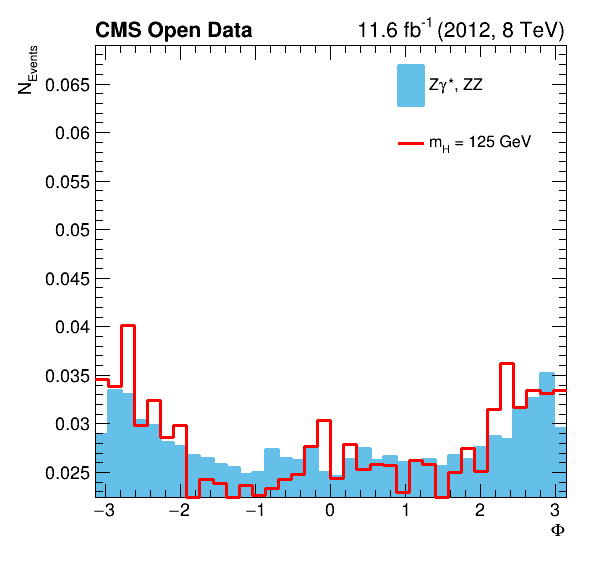 CMS Open Data 11.6 fb⁻¹ (2012, 8 TeV)
N_Events
Zγ*, ZZ
m_H = 125 GeV
0.065
0.06
0.055
0.05
0.045
0.04
0.035
0.03
0.025
−3 −2 −1 0 1 2 3
Φ